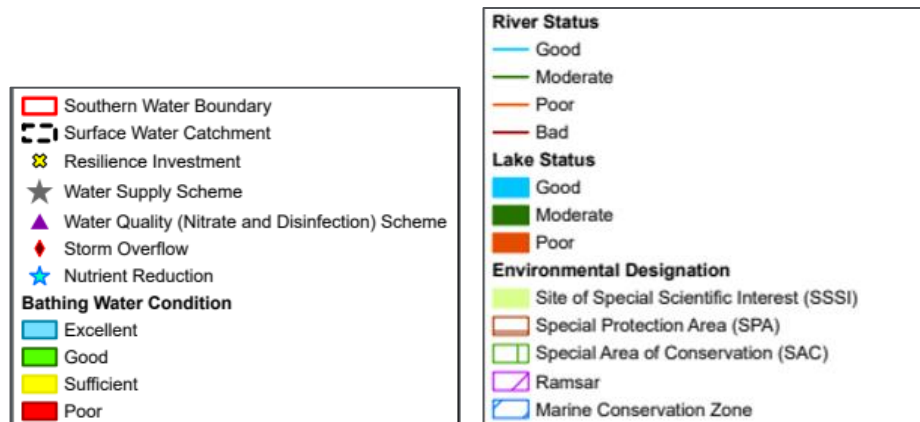 Southern Water Boundary
Surface Water Catchment
Resilience Investment
Water Supply Scheme
Water Quality (Nitrate and Disinfection) Scheme
Storm Overflow
Nutrient Reduction
Bathing Water Condition
Excellent
Good
Sufficient
Poor
River Status
Good
Moderate
Poor
Bad
Lake Status
Good
Moderate
Poor
Environmental Designation
Site of Special Scientific Interest (SSSI)
Special Protection Area (SPA)
Special Area of Conservation (SAC)
Ramsar
Marine Conservation Zone